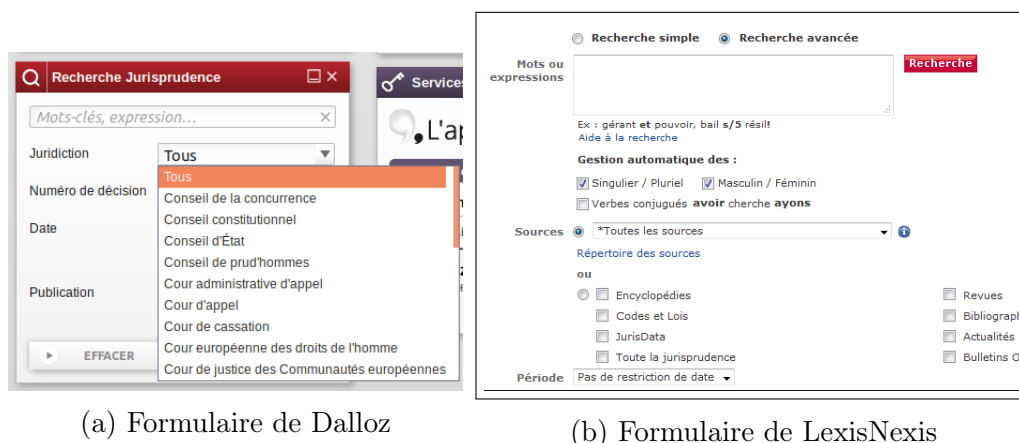 Recherche Jurisprudence
Mots-clés, expression...
Juridiction
Tous
Tous
Numéro de décision
Conseil de la concurrence
Conseil constitutionnel
Date
Conseil d'État
Conseil de prud'hommes
Cour administrative d'appel
Publication
Cour d'appel
Cour de cassation
EFFACER
Cour européenne des droits de l'homme
Cour de justice des Communautés européennes
Services
L'ap
(a) Formulaire de Dalloz
Recherche simple Recherche avancée
Mots ou
expressions
Recherche
Ex : gérant et pouvoir, bail s/5 résil!
Aide à la recherche
Gestion automatique des :
Singulier / Pluriel Masculin / Féminin
Verbes conjugués avoir cherche ayons
Sources *Toutes les sources
Répertoire des sources
ou
Encyclopédies Revues
Codes et Lois Bibliograph
JurisData Actualités
Toute la jurisprudence Bulletins O
Période Pas de restriction de date
(b) Formulaire de LexisNexis